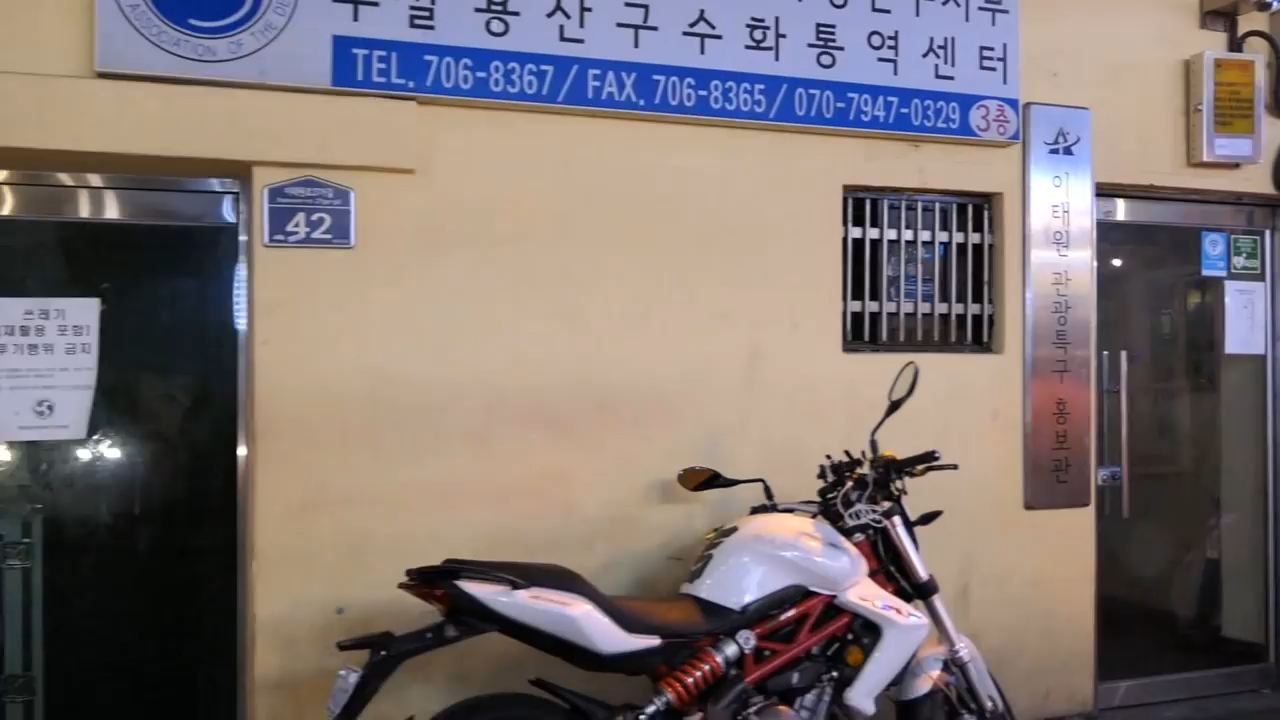 ASSOCIATION OF THE DE
용산구수화통역센터
TEL. 706-8367 / FAX. 706-8365 / 070-7947-0329 3층
42
이태원 관광특구 홍보관
쓰레기
[재활용 포함]
투기행위 금지